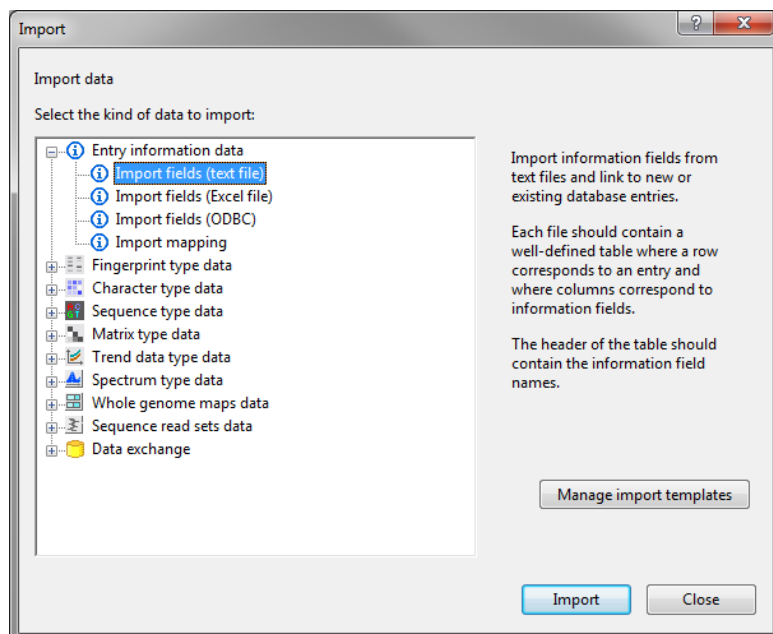 Import
Import data
Select the kind of data to import:
Entry information data
Import fields (text file)
Import fields (Excel file)
Import fields (ODBC)
Import mapping
Fingerprint type data
Character type data
Sequence type data
Matrix type data
Trend data type data
Spectrum type data
Whole genome maps data
Sequence read sets data
Data exchange
Import information fields from
text files and link to new or
existing database entries.
Each file should contain a
well-defined table where a row
corresponds to an entry and
where columns correspond to
information fields.
The header of the table should
contain the information field
names.
Manage import templates
Import
Close